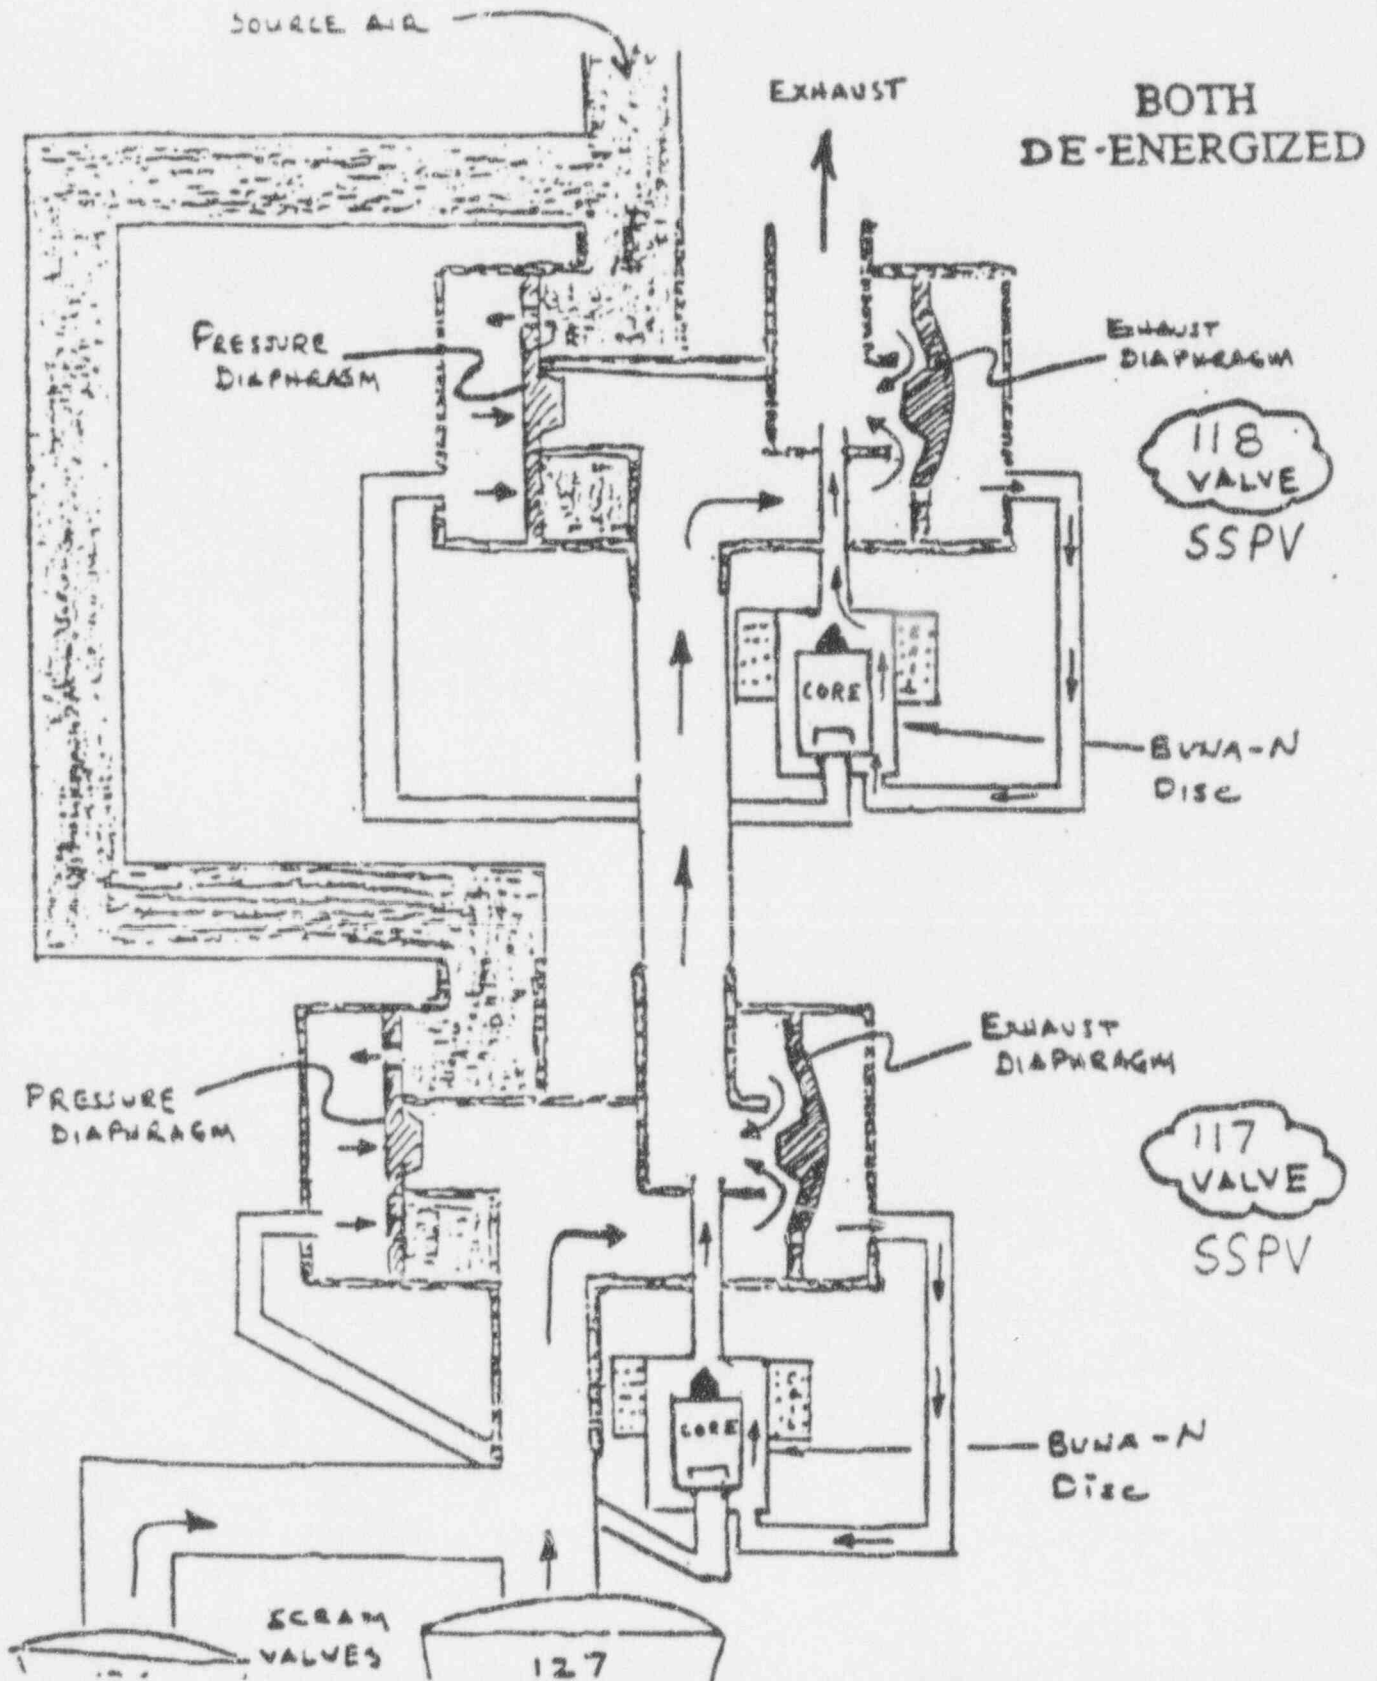 SOURCE AIR
EXHAUST
BOTH
DE-ENERGIZED
PRESSURE
DIAPHRAGM
EXHAUST
DIAPHRAGM
118
VALVE
SSPV
CORE
BUNA-N
DISC
EXHAUST
DIAPHRAGM
PRESSURE
DIAPHRAGM
117
VALVE
SSPV
CORE
BUNA-N
Disc
SCRAM
VALVES
127